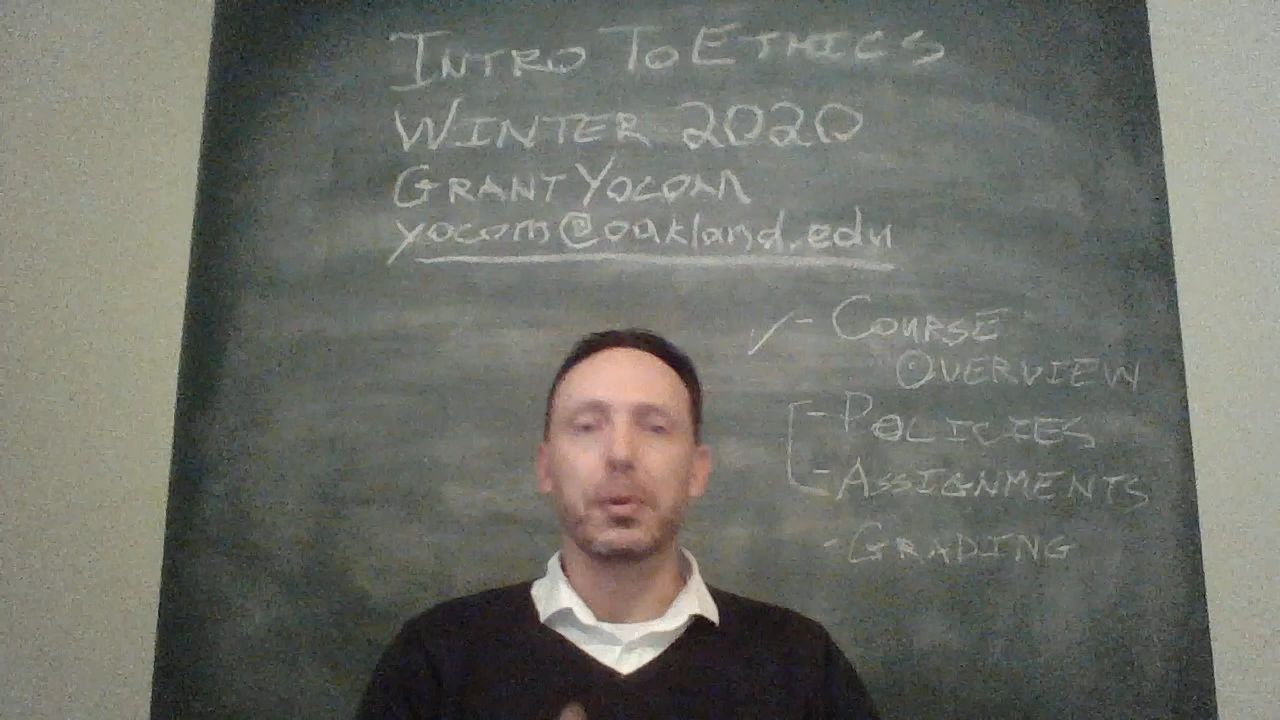 INTRO TO ETHICS
WINTER 2020
GRANT YOCOM
yocom@oakland.edu
✓- COURSE
OVERVIEW
- POLICIES
- ASSIGNMENTS
- GRADING